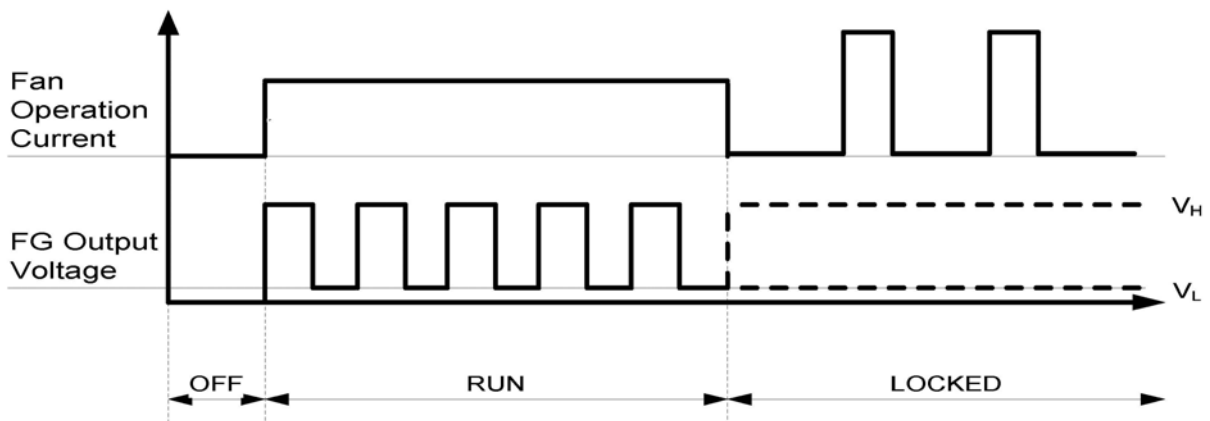 Fan
Operation
Current
FG Output
Voltage
VH
VL
OFF
RUN
LOCKED